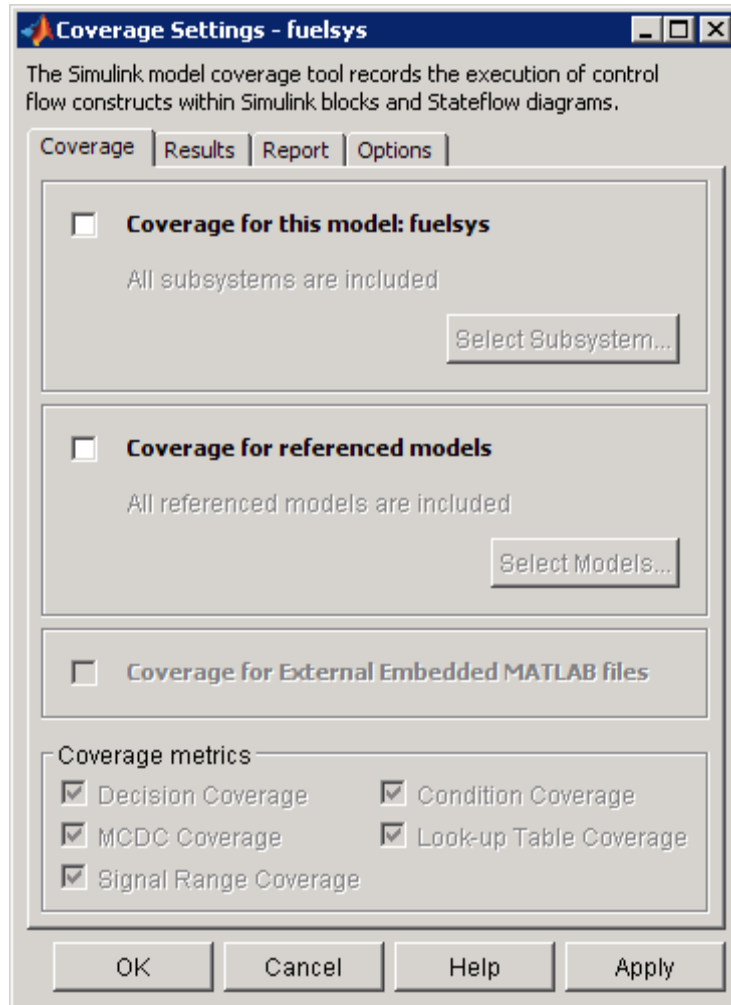 Coverage Settings - fuelsys
The Simulink model coverage tool records the execution of control
flow constructs within Simulink blocks and Stateflow diagrams.
Coverage Results Report Options
Coverage for this model: fuelsys
All subsystems are included
Select Subsystem...
Coverage for referenced models
All referenced models are included
Select Models...
Coverage for External Embedded MATLAB files
Coverage metrics
Decision Coverage Condition Coverage
MCDC Coverage Look-up Table Coverage
Signal Range Coverage
OK Cancel Help Apply